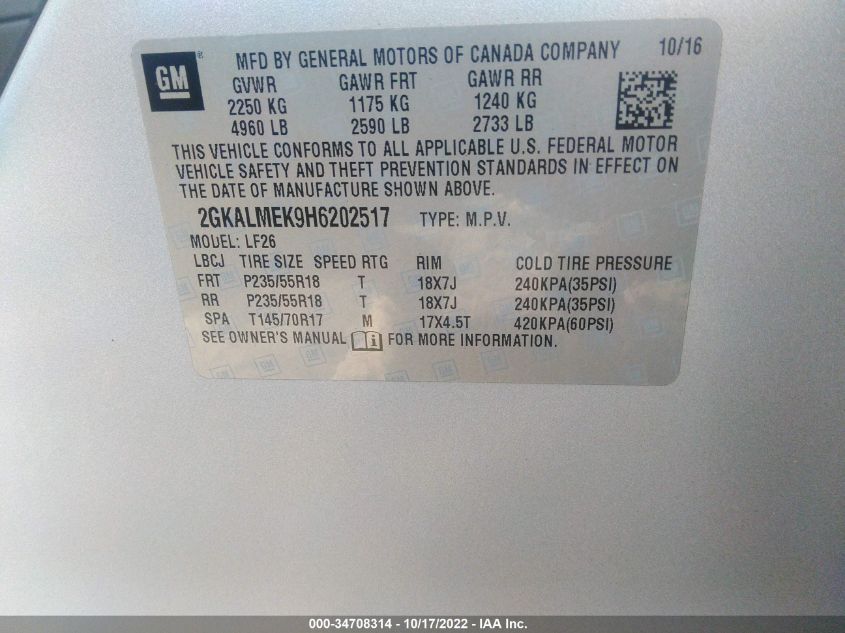 GM ® MFD BY GENERAL MOTORS OF CANADA COMPANY 10/16
GVWR GAWR FRT GAWR RR
2250 KG 1175 KG 1240 KG
4960 LB 2590 LB 2733 LB
THIS VEHICLE CONFORMS TO ALL APPLICABLE U.S. FEDERAL MOTOR
VEHICLE SAFETY AND THEFT PREVENTION STANDARDS IN EFFECT ON
THE DATE OF MANUFACTURE SHOWN ABOVE.
2GKALMEK9H6202517 TYPE: M.P.V.
MODEL: LF26
LBCJ TIRE SIZE SPEED RTG RIM COLD TIRE PRESSURE
FRT P235/55R18 T 18X7J 240KPA(35PSI)
RR P235/55R18 T 18X7J 240KPA(35PSI)
SPA T145/70R17 M 17X4.5T 420KPA(60PSI)
SEE OWNER'S MANUAL FOR MORE INFORMATION.
000-34708314 - 10/17/2022 - IAA Inc.